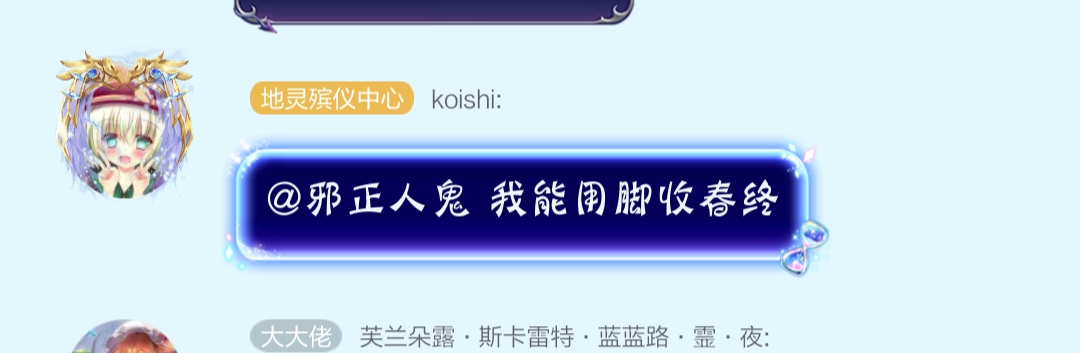 地灵殡仪中心 koishi:
@邪正人鬼 我能用脚收春终
大大佬 芙兰朵露·斯卡雷特·蓝蓝路·霊·夜: